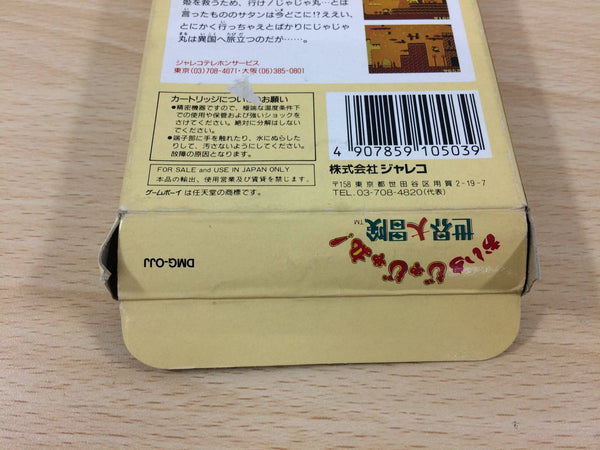 姫を救うため、行け!じゃじゃ丸…とは
言ったもののサタンは今どこに!?ええい、
とにかく行っちゃえとばかりにじゃじゃ
丸は異国へ旅立つのだが……。
ジャレコテレホンサービス
東京(03)708-4671・大阪(06)385-0801
カートリッジについてのお願い
●精密機器ですので、極端な温度条件下
での使用や保管および強いショックを
さけてください。絶対に分解はしない
でください。
●端子部に手を触れたり、水にぬらした
りして、汚さないようにしてください。
故障の原因となります。
FOR SALE and USE IN JAPAN ONLY
本品の輸出、使用営業及び賃貸を禁じます。
ゲームボーイは任天堂の商標です。
4 907859 105039
株式会社 ジャレコ
〒158 東京都世田谷区用賀2-19-7
TEL.03-708-4820(代表)
おいらじゃじゃ丸!
世界大冒険™
DMG-OJJ